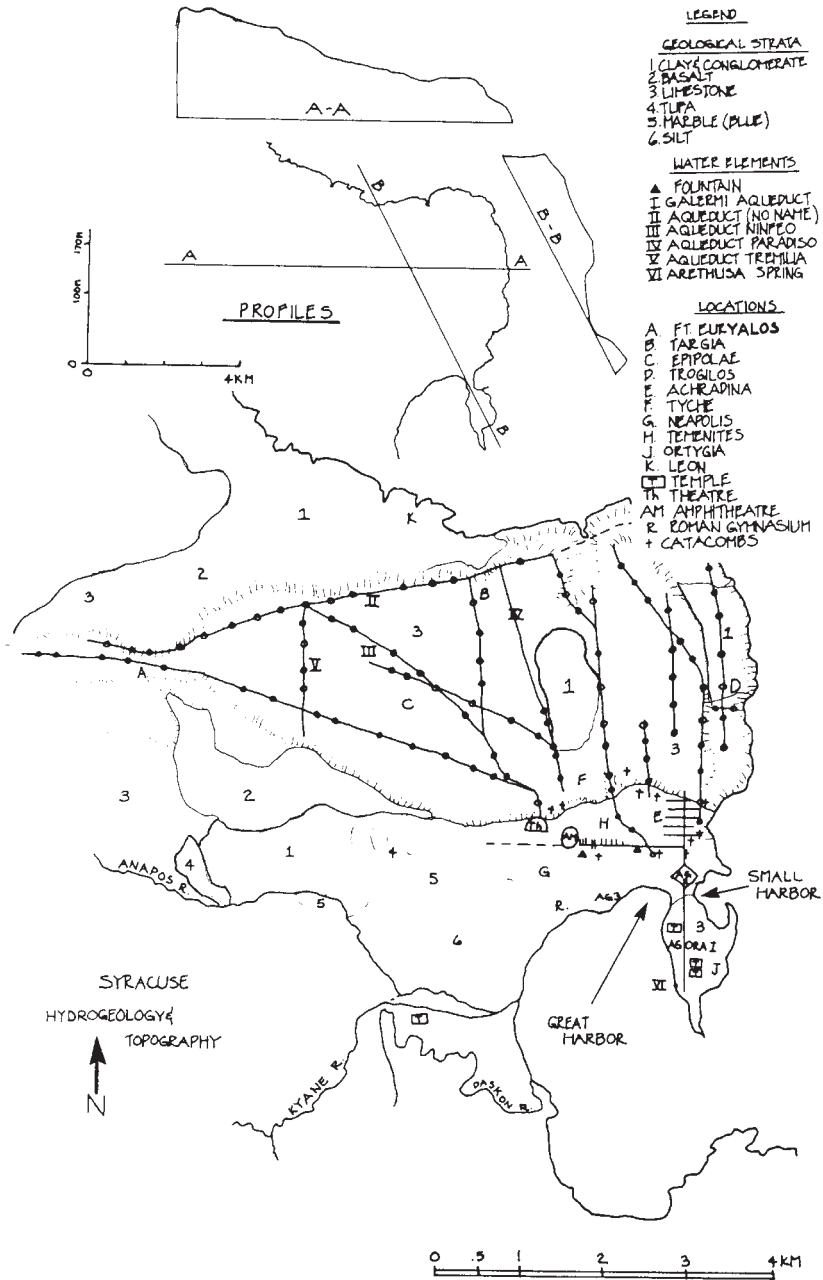 LEGEND
GEOLOGICAL STRATA
1. CLAY & CONGLOMERATE
2. BASALT
3. LIMESTONE
4. TUFA
5. MARBLE (BLUE)
6. SILT
WATER ELEMENTS
▲ FOUNTAIN
I GALERMI AQUEDUCT
II AQUEDUCT (NO NAME)
III AQUEDUCT NINFEO
IV AQUEDUCT PARADISO
V AQUEDUCT TREMILIA
VI ARETHUSA SPRING
LOCATIONS
A. FT. EURYALOS
B. TARGIA
C. EPIPOLAE
D. TROGILOS
E. ACHRADINA
F. TYCHE
G. NEAPOLIS
H. TEMENITES
J. ORTYGIA
K. LEON
T TEMPLE
Th THEATRE
AM AMPHITHEATRE
R ROMAN GYMNASIUM
+ CATACOMBS
A-A
B
B-B
A A
170M
100M
0
PROFILES
0 4KM
B
1 K
2
3
II B IV
3
1
V III
A C 1 D
3
F
3 2
Th H E
AM
1 4
4 5 G
ANAPOS R.
5
R. AG3
SMALL
HARBOR
6
3
T
AGORA I
T
T J
VI
SYRACUSE
HYDROGEOLOGY &
TOPOGRAPHY
N
GREAT
HARBOR
T
KYANE R.
DASKON R.
0 .5 1 2 3 4 KM